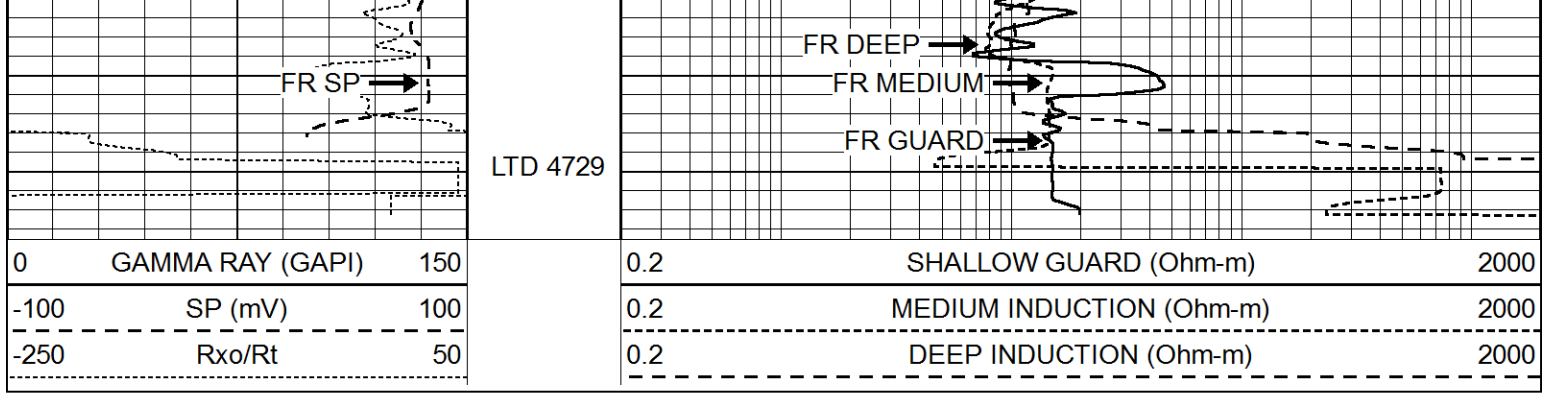 FR DEEP
FR SP
FR MEDIUM
FR GUARD
LTD 4729
0 GAMMA RAY (GAPI) 150
0.2 SHALLOW GUARD (Ohm-m) 2000
-100 SP (mV) 100
0.2 MEDIUM INDUCTION (Ohm-m) 2000
-250 Rxo/Rt 50
0.2 DEEP INDUCTION (Ohm-m) 2000